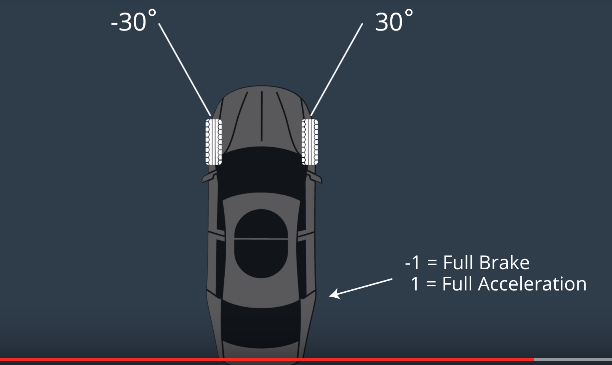 -30°
30°
-1 = Full Brake
1 = Full Acceleration